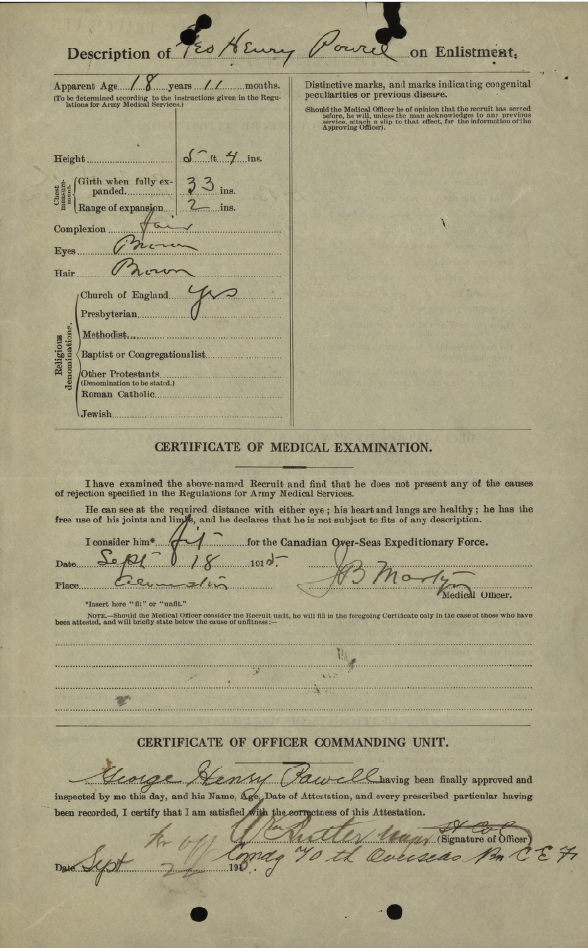 Description of Geo Henry Powell on Enlistment.
Apparent Age 18 years 11 months.
(To be determined according to the instructions given in the Regu-
lations for Army Medical Services.)
Height 5 ft 4 ins.
Chest measurement.
Girth when fully ex-
panded 33 ins.
Range of expansion 2 ins.
Complexion fair
Eyes Brown
Hair Brown
Religious denominations.
Church of England Yes
Presbyterian
Methodist
Baptist or Congregationalist
Other Protestants
(Denomination to be stated.)
Roman Catholic
Jewish
Distinctive marks, and marks indicating congenital
peculiarities or previous disease.
(Should the Medical Officer be of opinion that the recruit has served
before, he will, unless the man acknowledges to any previous
service, attach a slip to that effect, for the information of the
Approving Officer).
CERTIFICATE OF MEDICAL EXAMINATION.
I have examined the above-named Recruit and find that he does not present any of the causes
of rejection specified in the Regulations for Army Medical Services.
He can see at the required distance with either eye; his heart and lungs are healthy; he has the
free use of his joints and limbs, and he declares that he is not subject to fits of any description.
I consider him* fit for the Canadian Over-Seas Expeditionary Force.
Date Sept 18 1915
Place
J B Martyn
Medical Officer.
*Insert here "fit" or "unfit."
NOTE.—Should the Medical Officer consider the Recruit unfit, he will fill in the foregoing Certificate only in the case of those who have
been attested, and will briefly state below the cause of unfitness:—
CERTIFICATE OF OFFICER COMMANDING UNIT.
George Henry Powell having been finally approved and
inspected by me this day, and his Name, Age, Date of Attestation, and every prescribed particular having
been recorded, I certify that I am satisfied with the correctness of this Attestation.
(Signature of Officer)
Comdg 70th Overseas Bn C E F
Date Sept 191